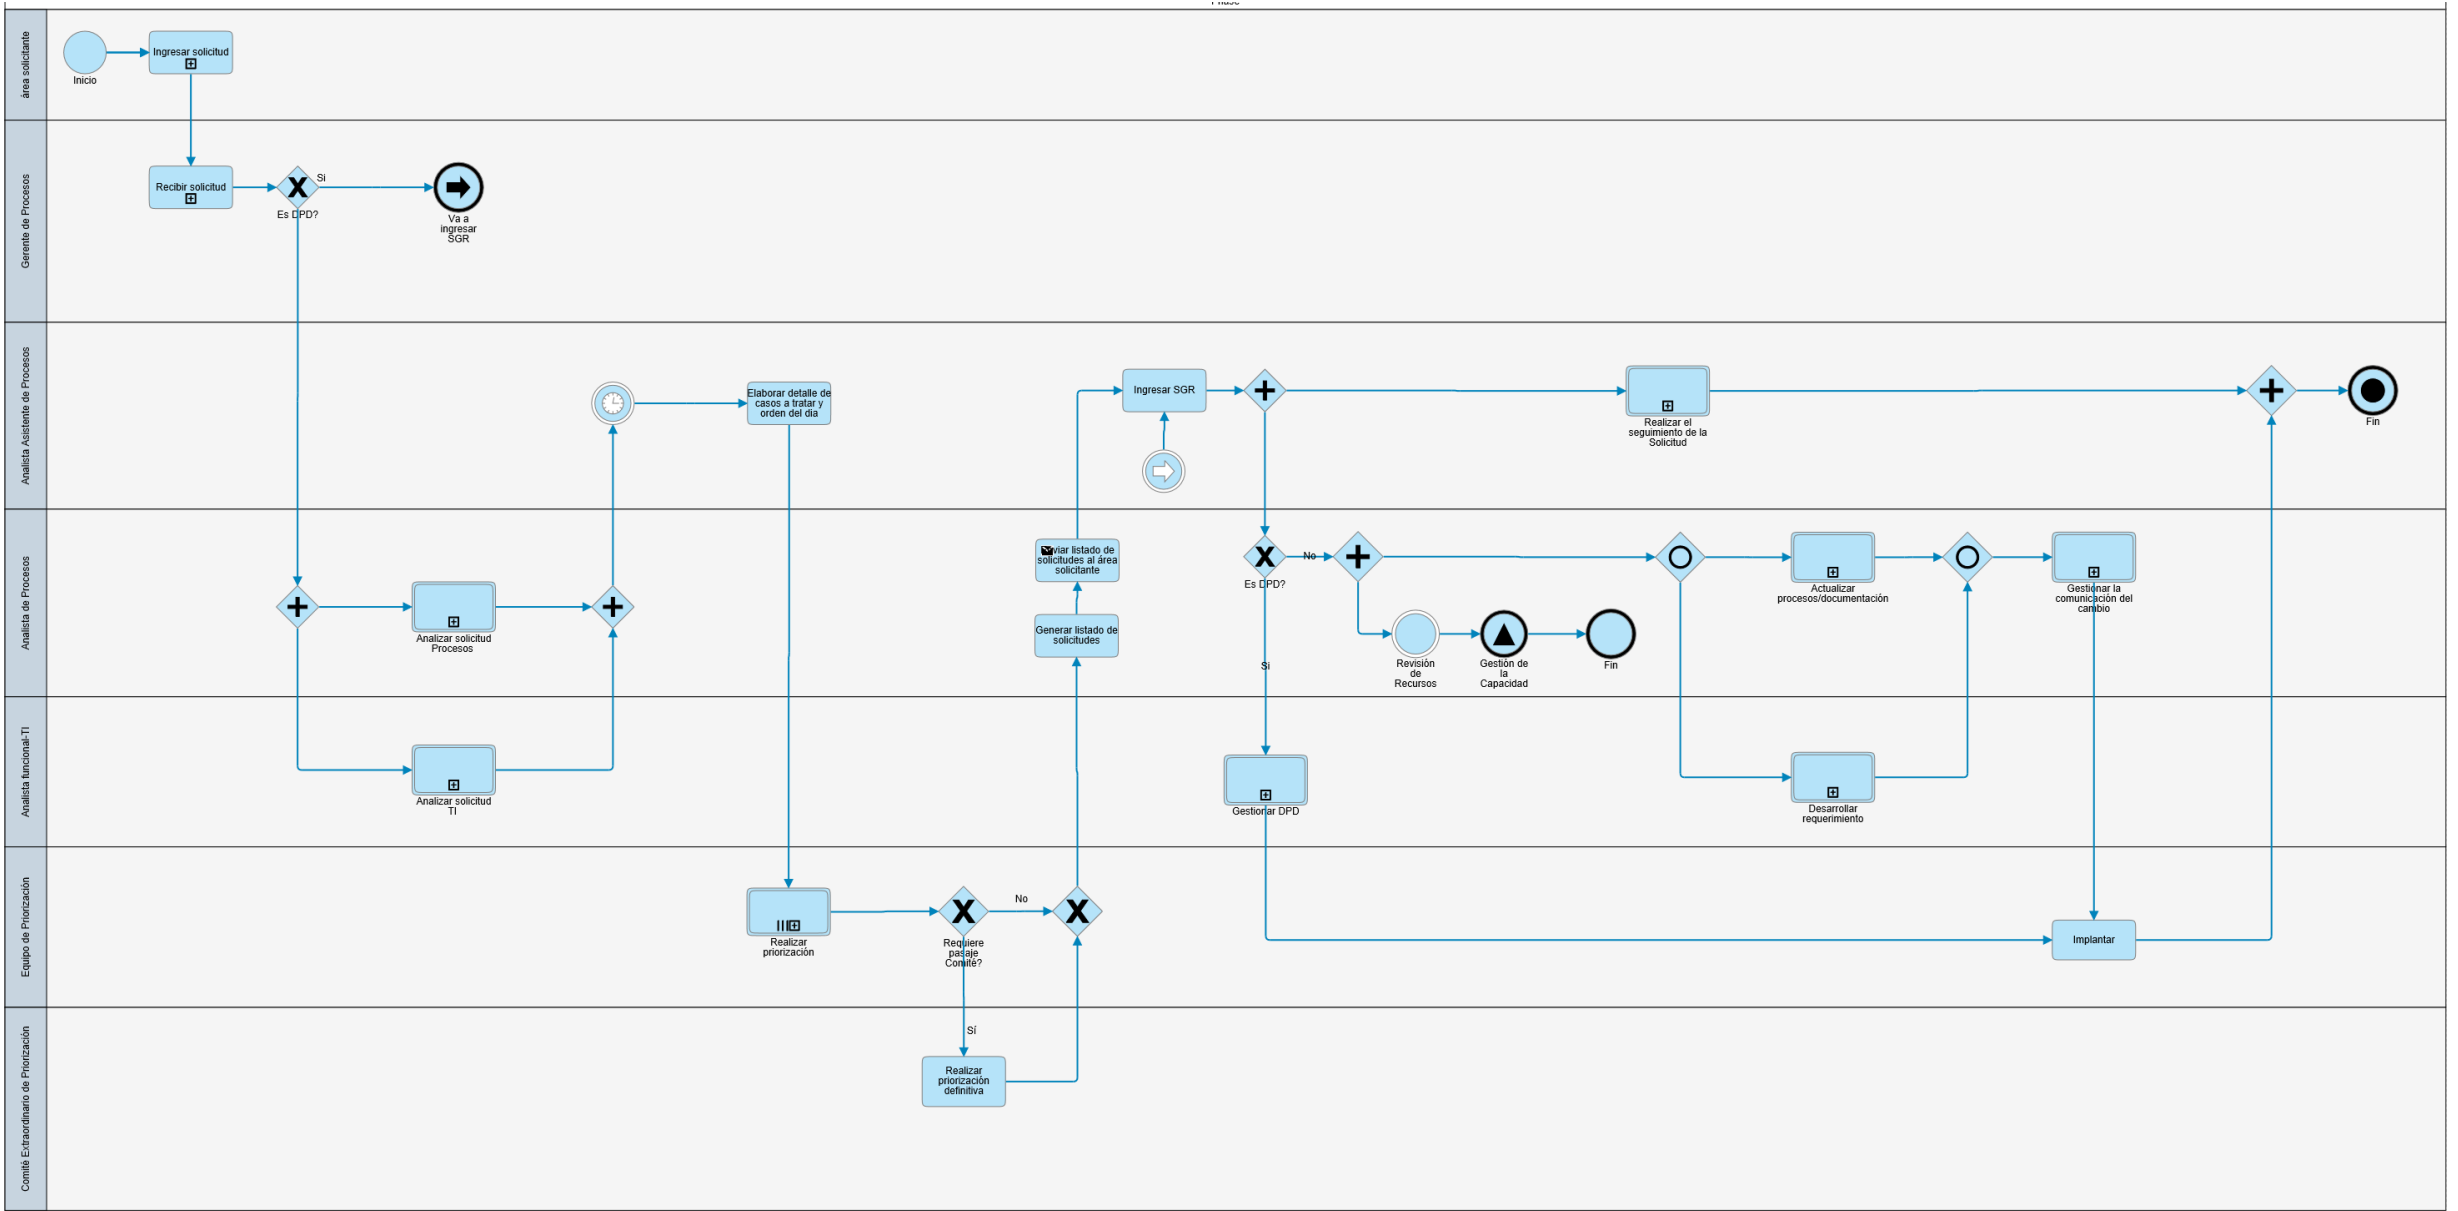 Phase
área solicitante
Inicio
Ingresar solicitud
Gerente de Procesos
Recibir solicitud
Si
Es DPD?
Va a
ingresar
SGR
Analista Asistente de Procesos
Elaborar detalle de
casos a tratar y
orden del dia
Ingresar SGR
Realizar el
seguimiento de la
Solicitud
Fin
Analista de Procesos
Analizar solicitud
Procesos
solicitudes al área
solicitante
Generar listado de
solicitudes
Es DPD?
No
Si
Revisión
de
Recursos
Gestión de
la
Capacidad
Fin
Actualizar
procesos/documentación
Gestionar la
comunicación del
cambio
Analista funcional-TI
Analizar solicitud
TI
Gestionar DPD
Desarrollar
requerimiento
Equipo de Priorización
Realizar
priorización
Requiere
pasaje
Comité?
No
Sí
Implantar
Comité Extraordinario de Priorización
Realizar
priorización
definitiva